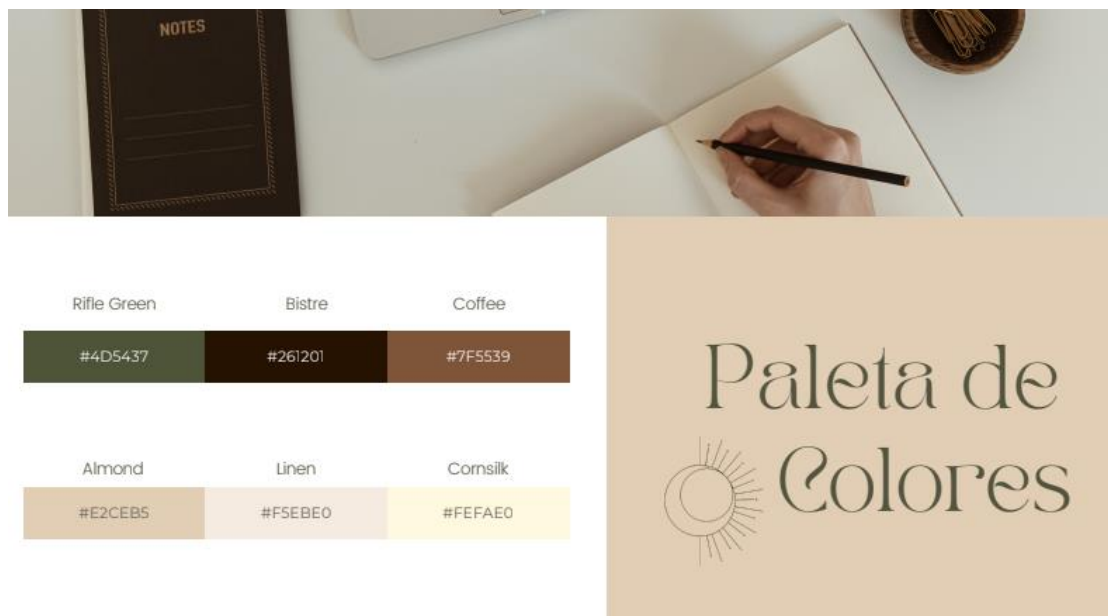 NOTES
Rifle Green
Bistre
Coffee
#4D5437
#261201
#7F5539
Almond
Linen
Cornsilk
#E2CEB5
#F5EBE0
#FEFAE0
Paleta de
Colores